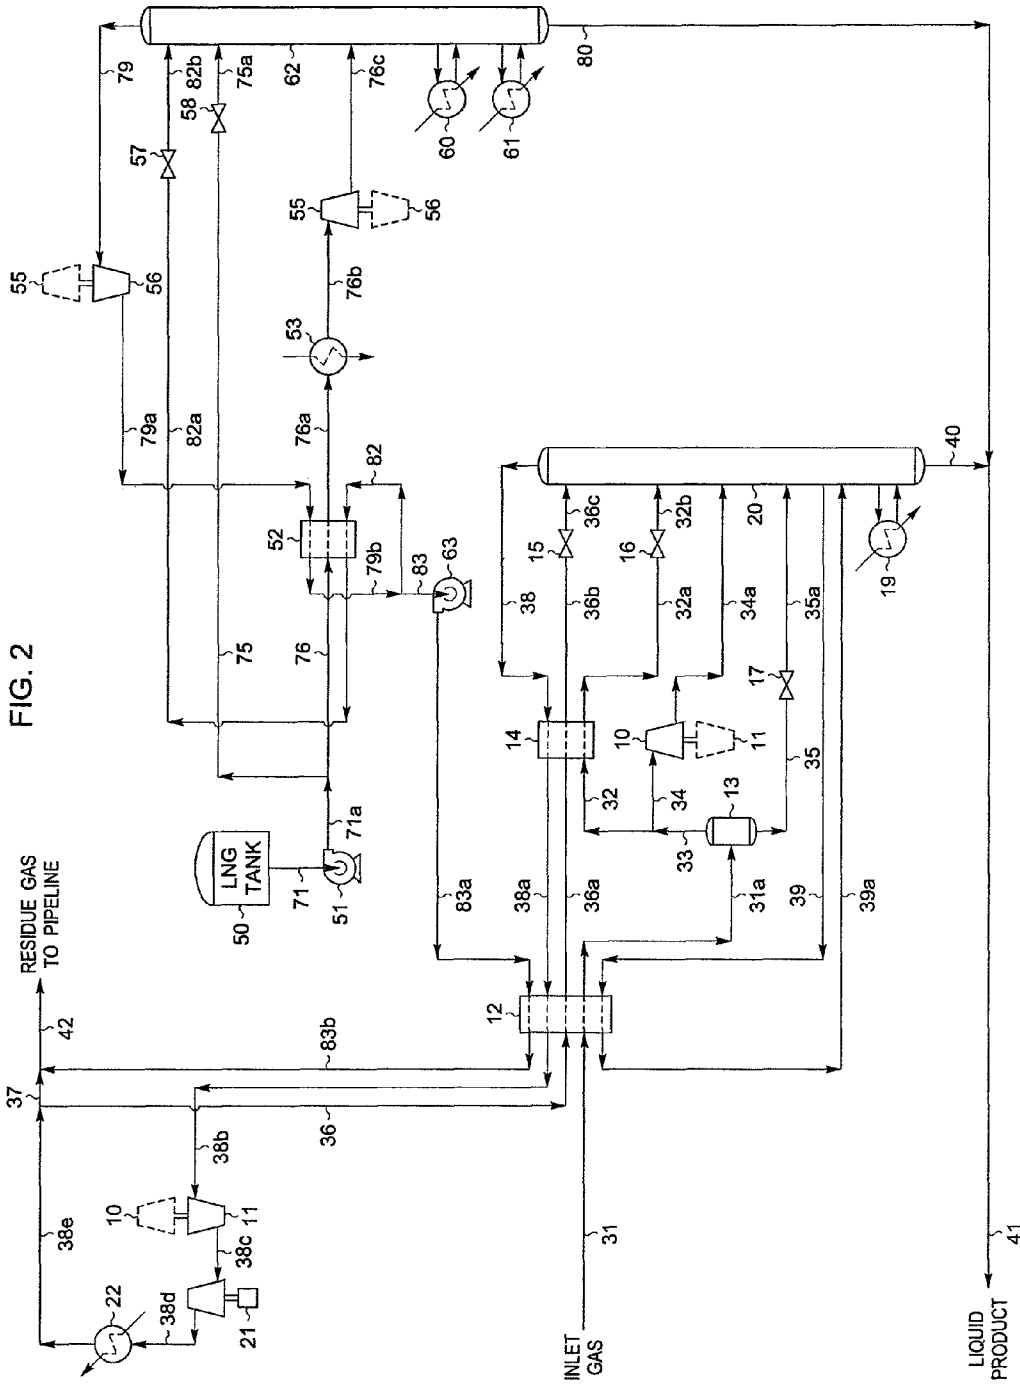 FIG. 2
RESIDUE GAS
TO PIPELINE
LNG
TANK
INLET
GAS
LIQUID
PRODUCT
79
82b
75a
62
76c
60
61
80
57
58
55
56
55
56
76b
53
79a
82a
76a
82
52
79b
83
63
75
76
71a
71
51
50
83a
38
15
36c
36b
16
32b
32a
20
34a
35a
19
40
14
10
11
17
32
34
33
13
35
38a
36a
31a
39
39a
12
42
37
83b
36
38b
10
11
38c
38e
22
38d
21
31
41